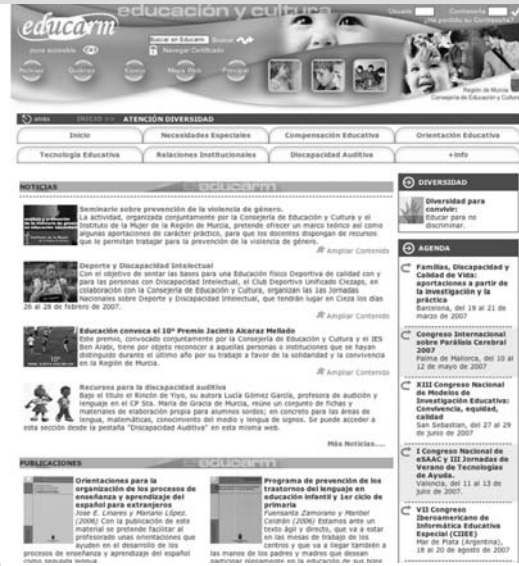 educación y cultura
educarm
Usuario
Contraseña
¿Ha perdido su Contraseña?
zona accesible
Buscar en Educarm
Buscar
Navegar Certificado
Noticias
Quiénes
Mapa Web
Principal
Región de Murcia
Consejería de Educación y Cultura
atrás
INICIO >> ATENCIÓN DIVERSIDAD
Inicio
Necesidades Especiales
Compensación Educativa
Orientación Educativa
Tecnología Educativa
Relaciones Institucionales
Discapacidad Auditiva
+info
NOTICIAS
educarm
Seminario sobre prevención de la violencia de género.
La actividad, organizada conjuntamente por la Consejería de Educación y Cultura y el
Instituto de la Mujer de la Región de Murcia, pretende ofrecer un marco teórico así como
algunas aportaciones de carácter práctico, para que los docentes dispongan de recursos
que le permitan trabajar para la prevención de la violencia de género.
Ampliar Contenido
Deporte y Discapacidad Intelectual
Con el objetivo de sentar las bases para una Educación físico Deportiva de calidad con y
para las personas con Discapacidad Intelectual, el Club Deportivo Unificado Ciezaps, en
colaboración con la Consejería de Educación y Cultura, organizan las 1as Jornadas
Nacionales sobre Deporte y Discapacidad Intelectual, que tendrán lugar en Cieza los días
26 al 28 de febrero de 2007.
Ampliar Contenido
Educación convoca el 10º Premio Jacinto Alcaraz Mellado
Este premio, convocado conjuntamente por la Consejería de Educación y Cultura y el IES
Ben Arabí, tiene por objeto reconocer a aquellas personas o instituciones que se hayan
distinguido durante el último año por su trabajo a favor de la solidaridad y la convivencia
en la Región de Murcia.
Ampliar Contenido
Recursos para la discapacidad auditiva
Bajo el título el Rincón de Yiyo, su autora Lucía Gómez García, profesora de audición y
lenguaje en el CP Sta. María de Gracia de Murcia, reúne un conjunto de fichas y
materiales de elaboración propia para alumnos sordos; en concreto para las áreas de
lengua, matemáticas, conocimiento del medio y lengua de signos. Se puede acceder a
esta sección desde la pestaña "Discapacidad Auditiva" en esta misma web.
Más Noticias.....
PUBLICACIONES
educarm
Orientaciones para la
organización de los procesos de
enseñanza y aprendizaje del
español para extranjeros
Jose E. Linares y Mariano López.
(2006) Con la publicación de este
material se pretende facilitar al
profesorado unas orientaciones que
ayuden en el desarrollo de los
procesos de enseñanza y aprendizaje del español
como segunda lengua.
Programa de prevención de los
trastornos del lenguaje en
educación infantil y 1er ciclo de
primaria
Fuensanta Zamorano y Maribel
Celdrán (2006) Estamos ante un
texto ágil y directo, que va a estar
en las mesas de trabajo de los
centros y que va a llegar también a
las manos de los padres y madres que desean
participar plenamente en la educación de sus hijos
DIVERSIDAD
Diversidad para
convivir:
Educar para no
discriminar.
AGENDA
Familias, Discapacidad y
Calidad de Vida:
aportaciones a partir de
la investigación y la
práctica
Barcelona, del 19 al 21 de
marzo de 2007
Congreso Internacional
sobre Parálisis Cerebral
2007
Palma de Mallorca, del 10 al
12 de mayo de 2007
XIII Congreso Nacional
de Modelos de
Investigación Educativa:
Convivencia, equidad,
calidad
San Sebastian, del 27 al 29
de junio de 2007
I Congreso Nacional de
eSAAC y III Jornadas de
Verano de Tecnologías
de Ayuda.
Valencia, del 11 al 13 de
julio de 2007.
VII Congreso
Iberoamericano de
Informática Educativa
Especial (CIIEE)
Mar de Plata (Argentina),
18 al 20 de agosto de 2007